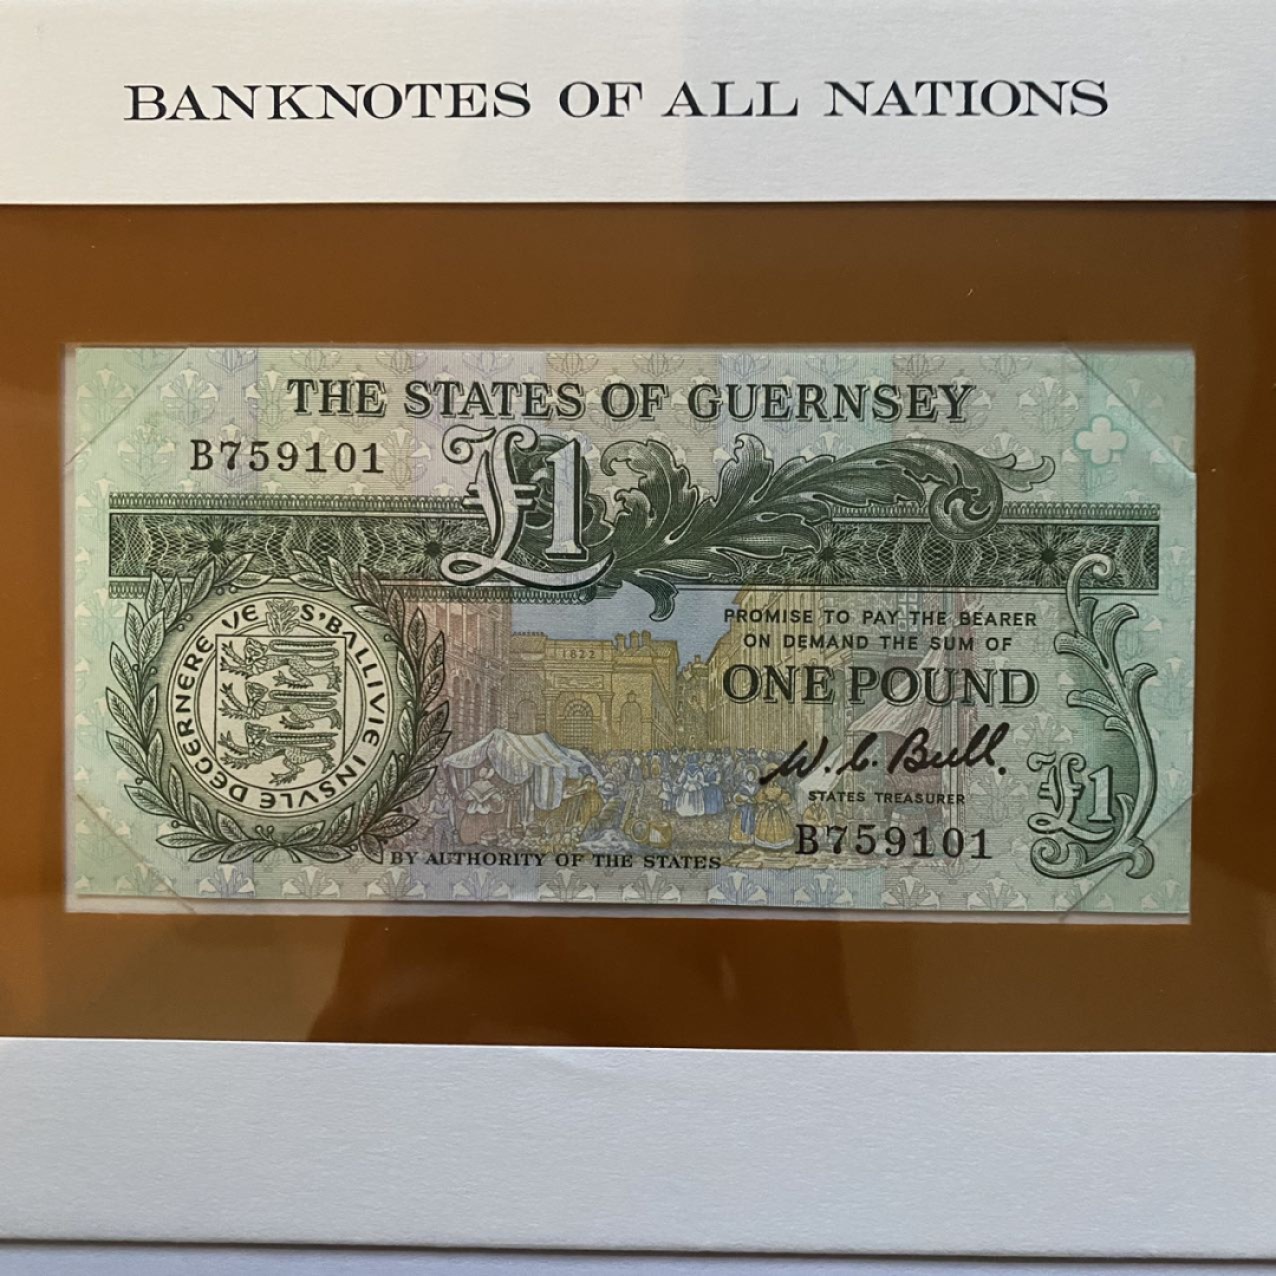 BANKNOTES OF ALL NATIONS
THE STATES OF GUERNSEY
B759101
£1
S'BALLIVIE INSVLE DEGERNEREVE
1822
PROMISE TO PAY THE BEARER
ON DEMAND THE SUM OF
ONE POUND
W. C. Bull.
STATES TREASURER
£1
B759101
BY AUTHORITY OF THE STATES